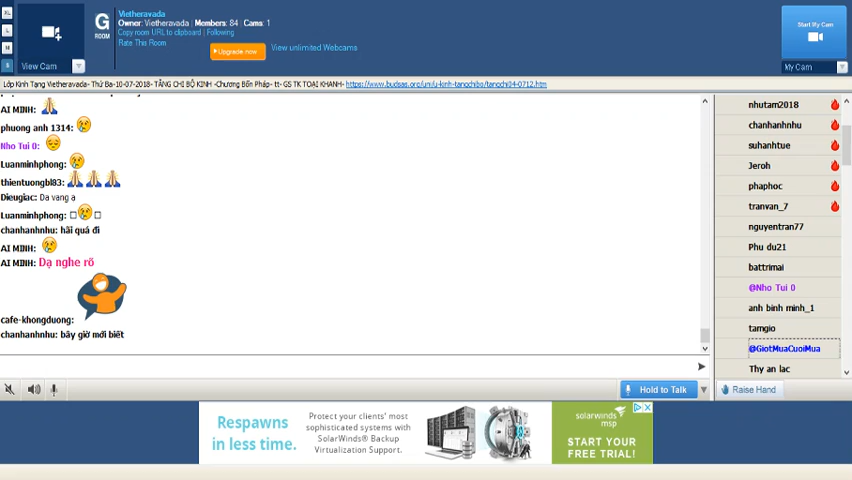 XL
L
M
S
View Cam
G
ROOM
Vietheravada
Owner: Vietheravada | Members: 84 | Cams: 1
Copy room URL to clipboard | Following
Rate This Room
Upgrade now
View unlimited Webcams
Start My Cam
My Cam
Lớp Kinh Tạng Vietheravada- Thứ Ba-10-07-2018- TĂNG CHI BỘ KINH -Chương Bốn Pháp- tt- GS TK TOẠI KHANH- https://www.budsas.org/uni/u-kinh-tangchibo/tangchi04-0712.htm
AI MINH:
phuong anh 1314:
Nho Tui 0:
Luanminhphong:
thientuongbl83:
Dieugiac: Da vang a
Luanminhphong:
chanhanhnhu: hãi quá đi
AI MINH:
AI MINH: Dạ nghe rõ
cafe-khongduong:
chanhanhnhu: bây giờ mới biết
nhutam2018
chanhanhnhu
suhanhtue
Jeroh
phaphoc
tranvan_7
nguyentran77
Phu du21
battrimai
@Nho Tui 0
anh binh minh_1
tamgio
@GiotMuaCuoiMua
Thy an lac
Hold to Talk
Raise Hand
Respawns
in less time.
Protect your clients' most
sophisticated systems with
SolarWinds® Backup
Virtualization Support.
solarwinds
msp
START YOUR
FREE TRIAL!